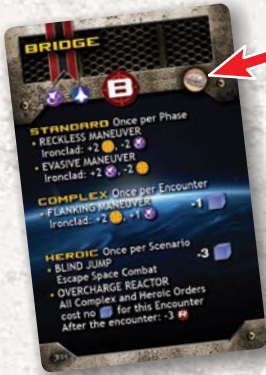 BRIDGE
B
STANDARD Once per Phase
• RECKLESS MANEUVER
Ironclad: +2 , -2
• EVASIVE MANEUVER
Ironclad: +2 , -2
COMPLEX Once per Encounter
• FLANKING MANEUVER -1
Ironclad: +2 , +1
HEROIC Once per Scenario
• BLIND JUMP -3
Escape Space Combat
• OVERCHARGE REACTOR
All Complex and Heroic Orders
cost no for this Encounter
After the encounter: -3 R